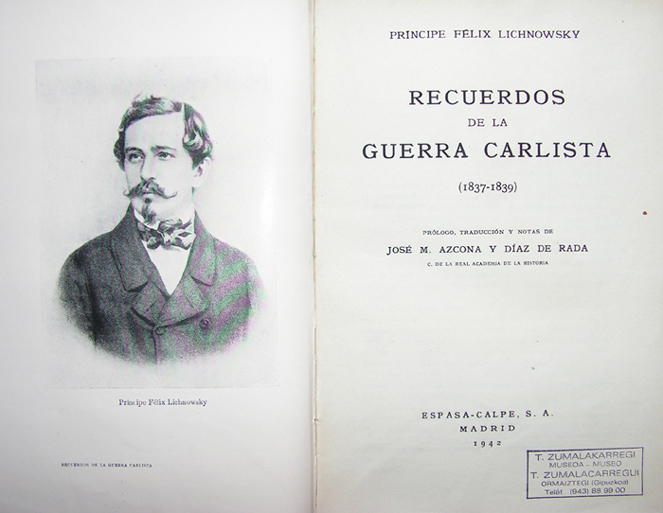 Príncipe Félix Lichnowsky
RECUERDOS DE LA GUERRA CARLISTA
PRÍNCIPE FÉLIX LICHNOWSKY
RECUERDOS
DE LA
GUERRA CARLISTA
(1837-1839)
PRÓLOGO, TRADUCCIÓN Y NOTAS DE
JOSÉ M. AZCONA Y DÍAZ DE RADA
C. DE LA REAL ACADEMIA DE LA HISTORIA
ESPASA-CALPE, S. A.
MADRID
1942
T. ZUMALAKARREGI
MUSEOA - MUSEO
T. ZUMALACARREGUI
ORMAIZTEGI (Gipuzkoa)
Teléf. (943) 88 99 00